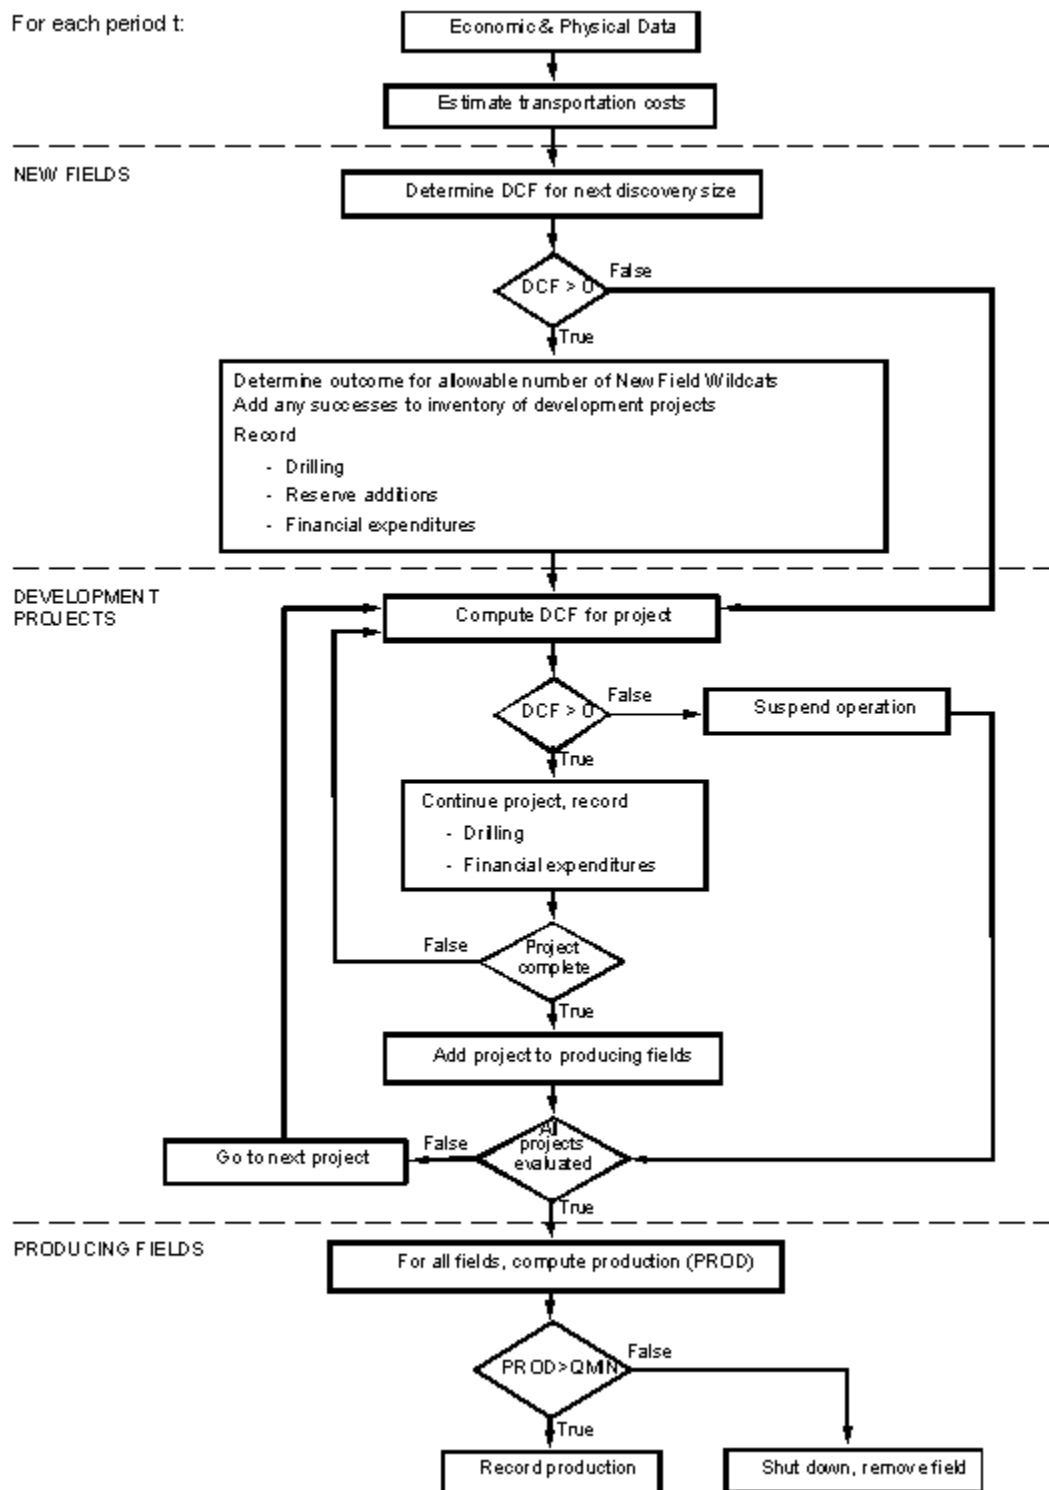 For each period t:
Economic & Physical Data
Estimate transportation costs
NEW FIELDS
Determine DCF for next discovery size
DCF > 0
False
True
Determine outcome for allowable number of New Field Wildcats
Add any successes to inventory of development projects
Record
- Drilling
- Reserve additions
- Financial expenditures
DEVELOPMENT
PROJECTS
Compute DCF for project
DCF > 0
False
Suspend operation
True
Continue project, record
- Drilling
- Financial expenditures
False
Project
complete
True
Add project to producing fields
Go to next project
False
All
projects
evaluated
True
PRODUCING FIELDS
For all fields, compute production (PROD)
PROD>QMIN
False
True
Record production
Shut down, remove field